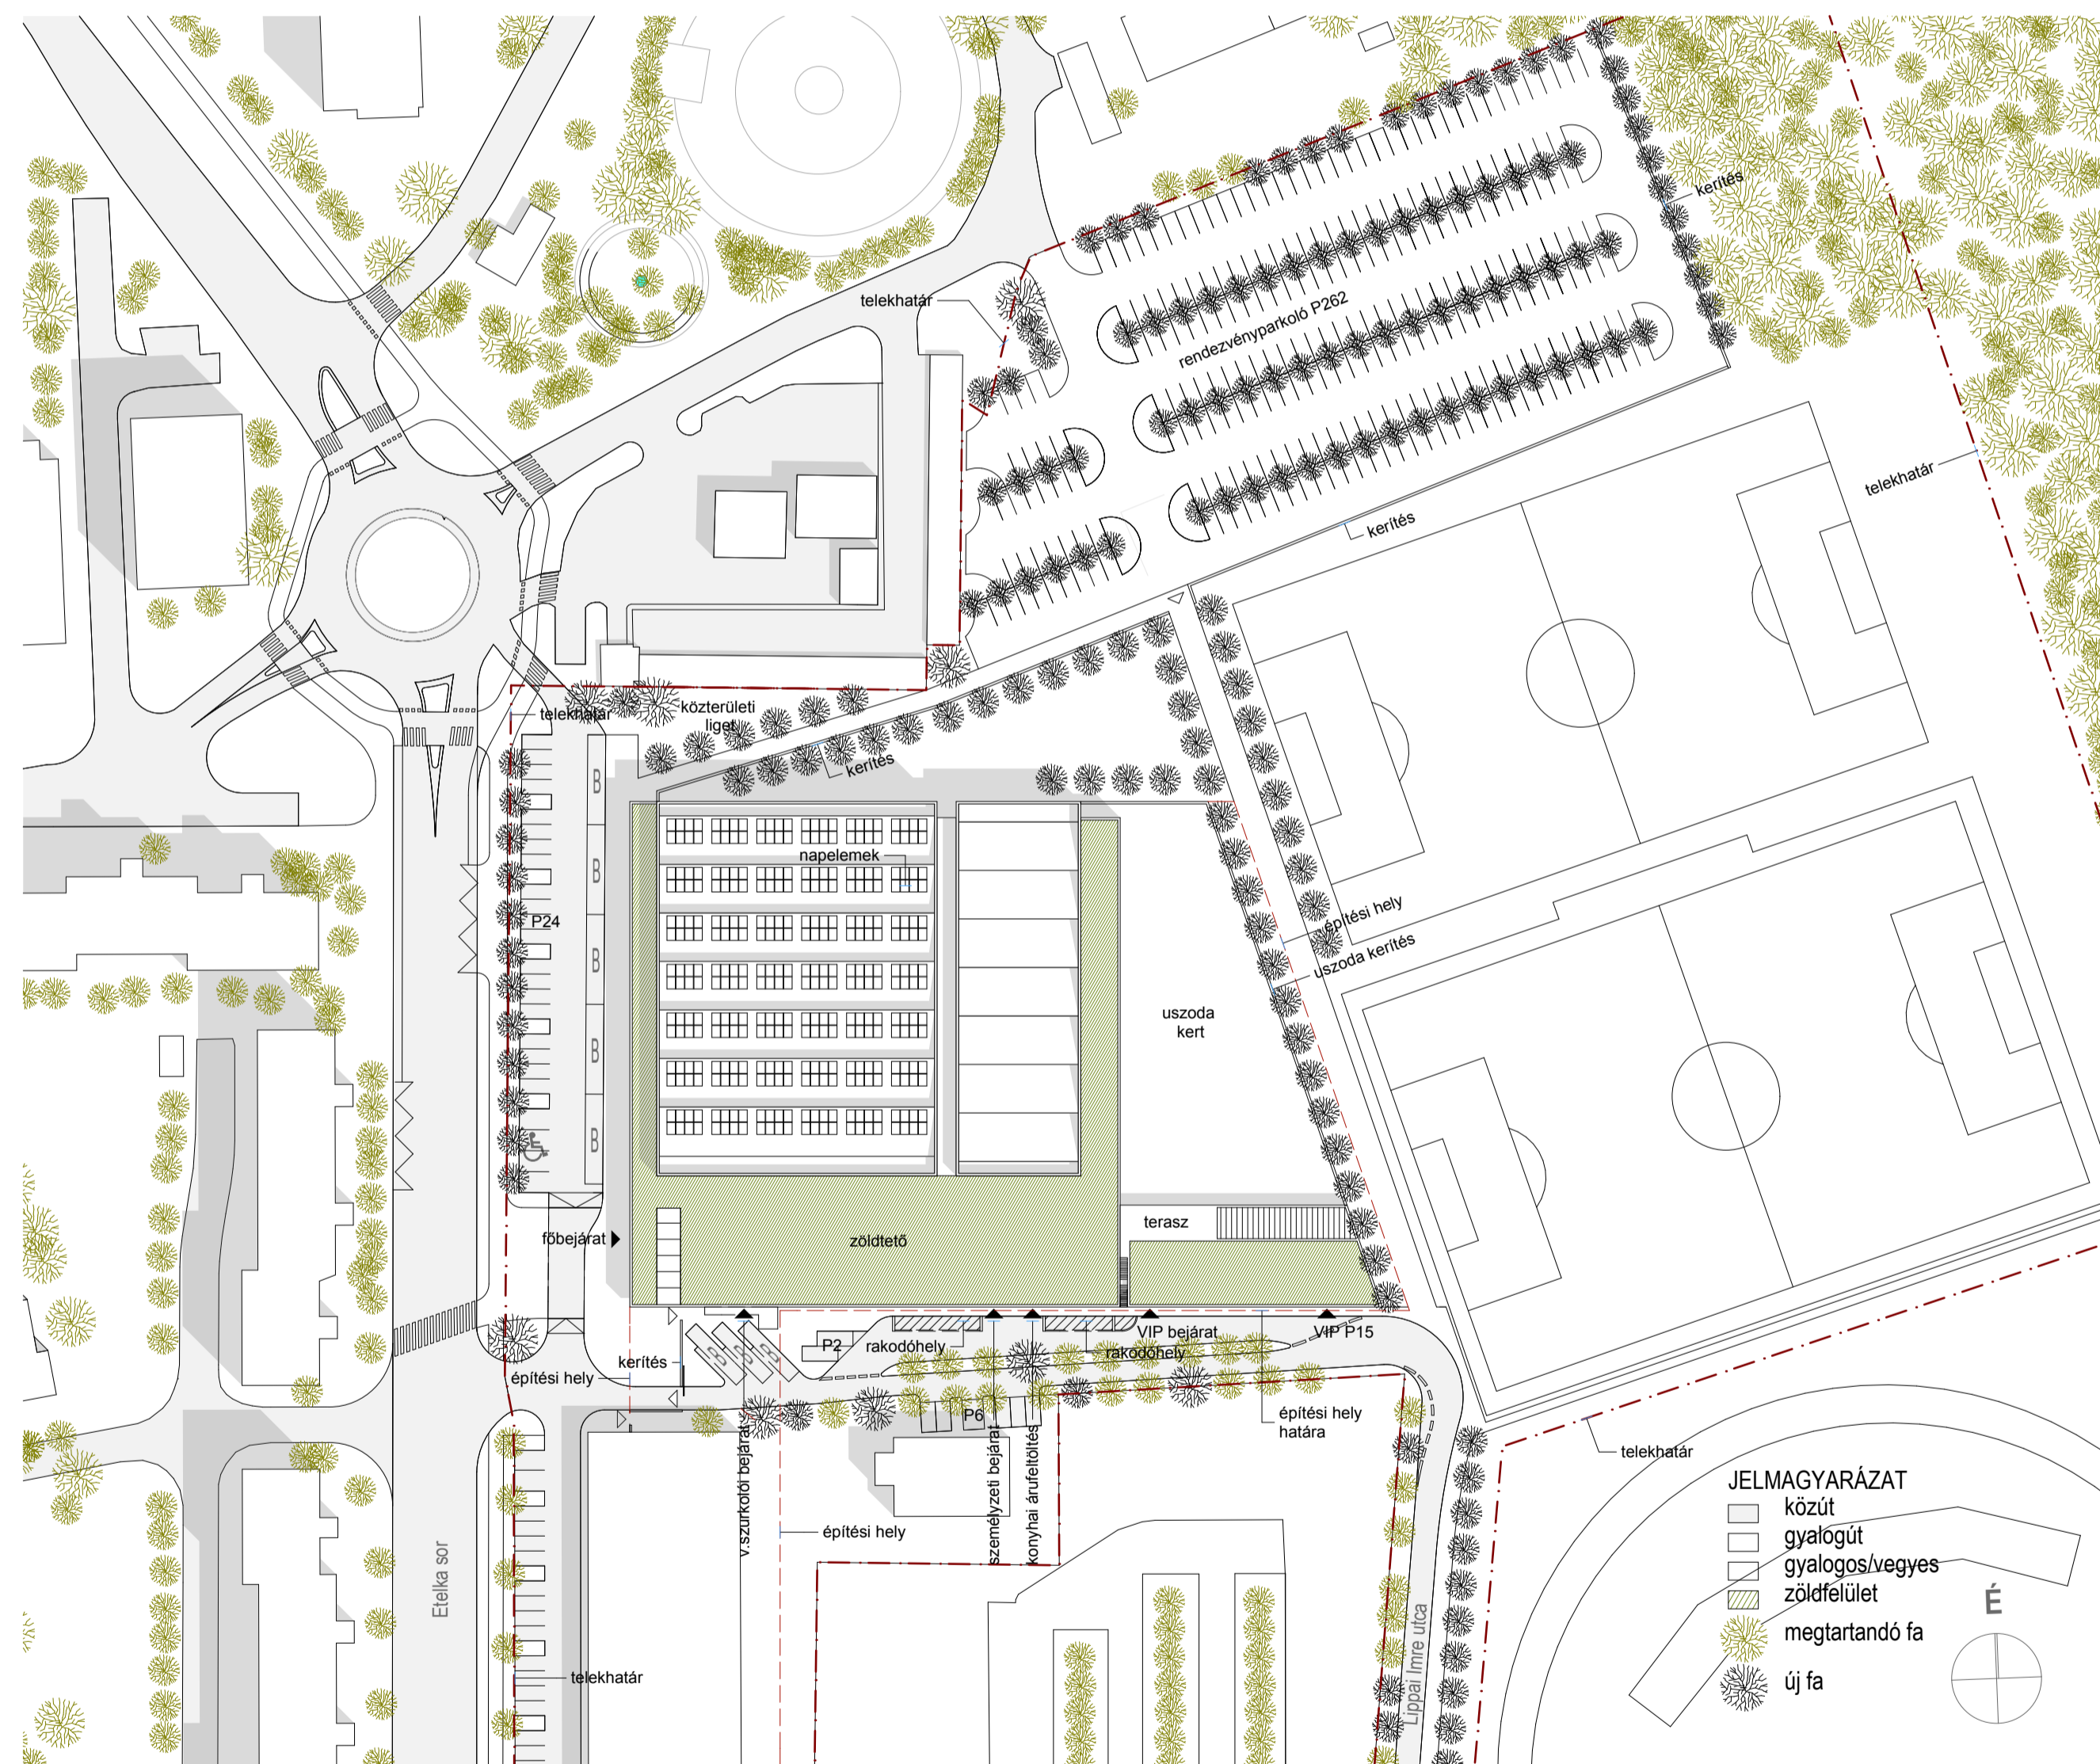 kerítés
telekhatár
rendezvényparkoló P262
telekhatár
kerítés
telekhatár
közterületi
liget
kerítés
B
napelemek
B
P24
építési hely
B
uszoda kerítés
uszoda
kert
B
B
főbejárat
zöldtető
terasz
P2
rakodóhely
VIP bejárat
rakodóhely
VIP P15
kerítés
építési hely
B
B
B
P6
építési hely
határa
telekhatár
v.szurkolói bejárat
építési hely
személyzeti bejárat
konyhai árufeltöltés
Etelka sor
telekhatár
Lippai Imre utca
JELMAGYARÁZAT
közút
gyalogút
gyalogos/vegyes
zöldfelület
megtartandó fa
új fa
É